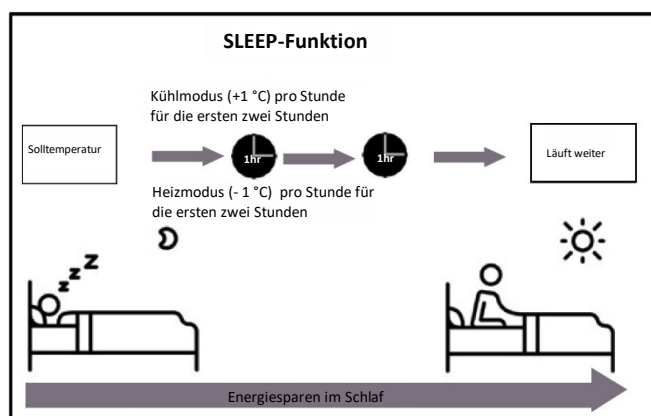 SLEEP-Funktion
Kühlmodus (+1 °C) pro Stunde
für die ersten zwei Stunden
Solltemperatur
1hr
1hr
Läuft weiter
Heizmodus (- 1 °C) pro Stunde für
die ersten zwei Stunden
z z Z
Energiesparen im Schlaf